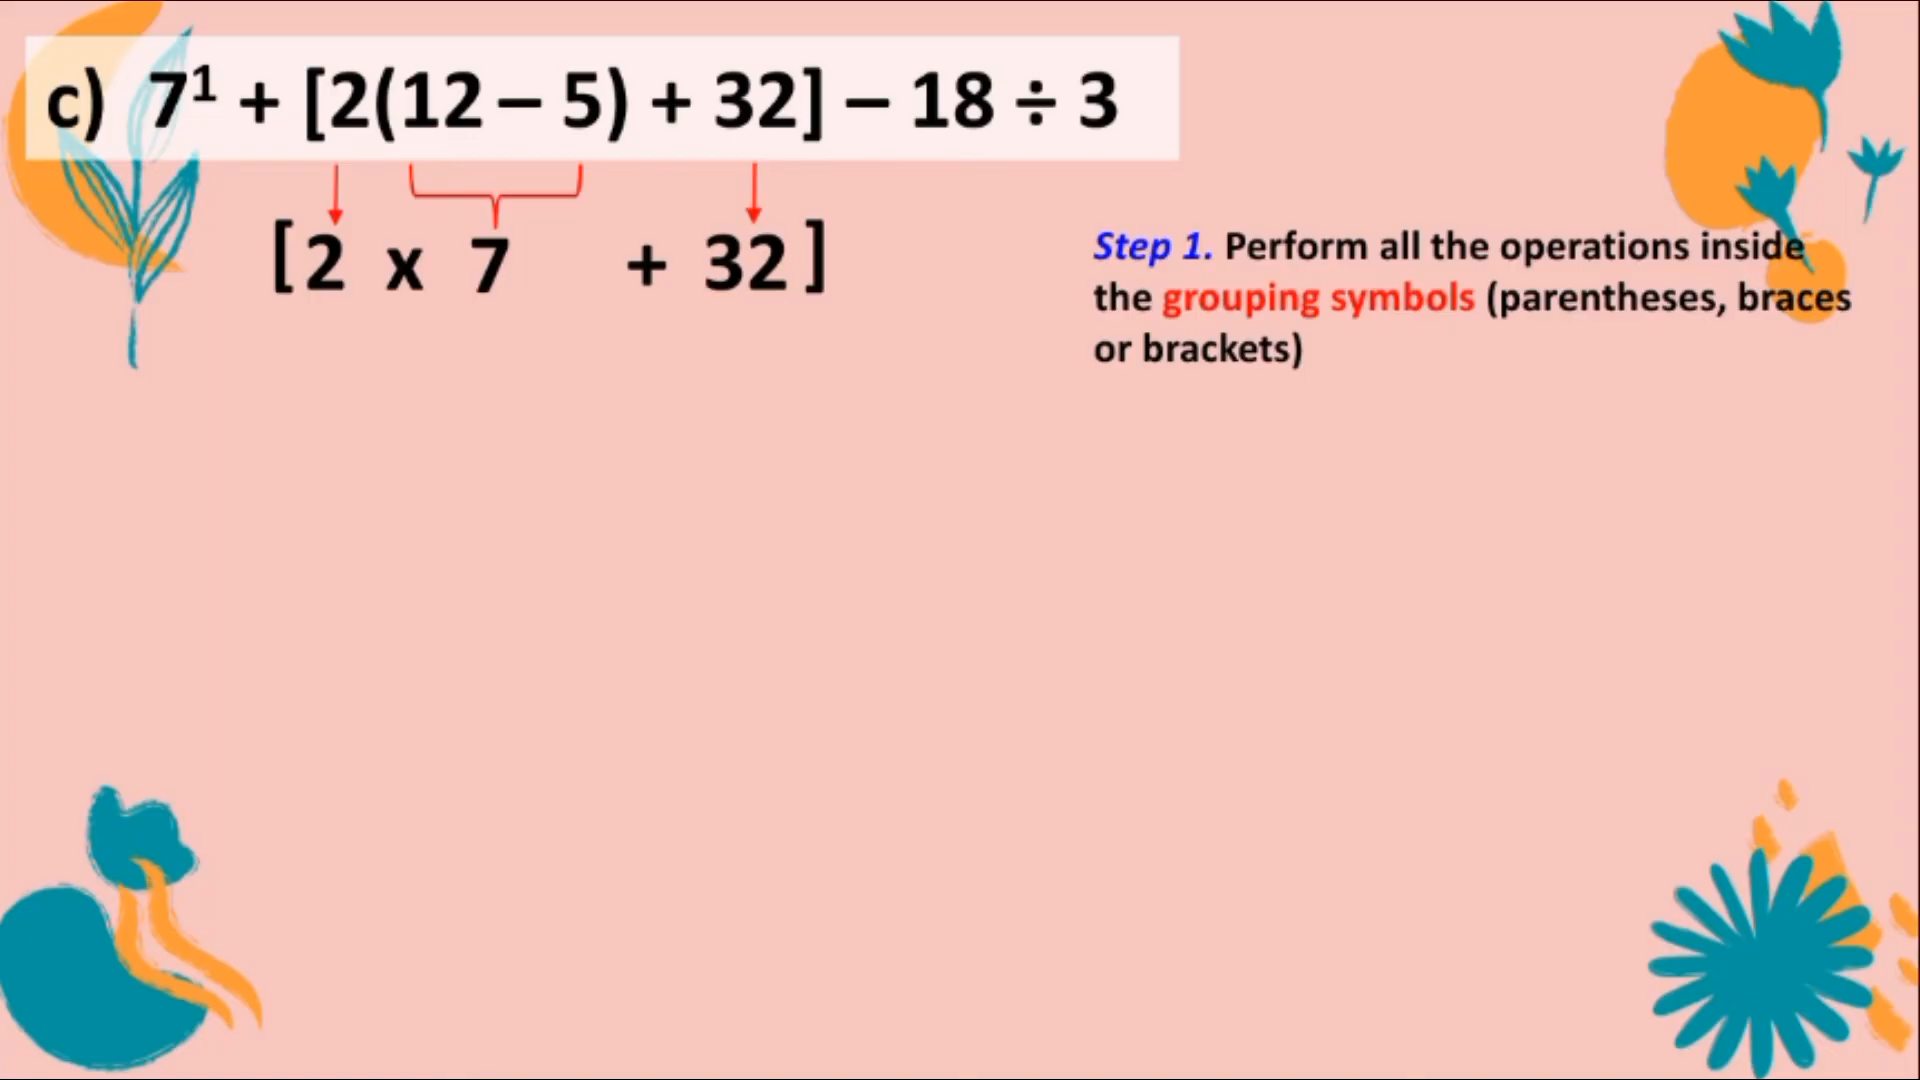 c) 7¹ + [2(12 – 5) + 32] – 18 ÷ 3
[ 2 x 7 + 32 ]
Step 1. Perform all the operations inside
the grouping symbols (parentheses, braces
or brackets)